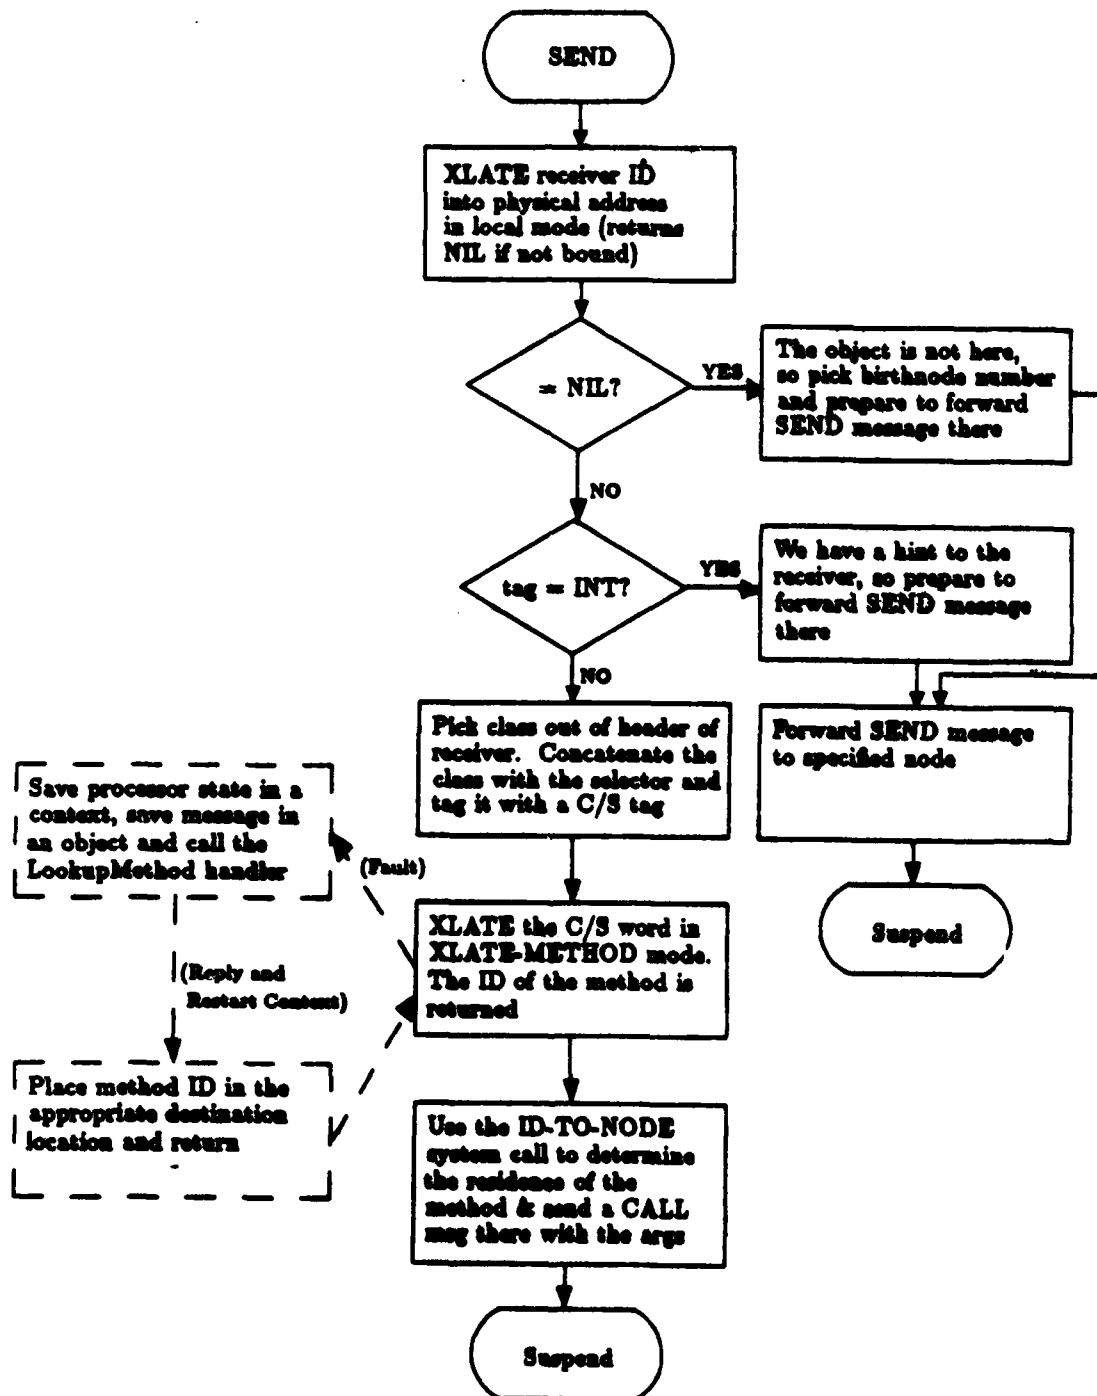 SEND
XLATE receiver ID
into physical address
in local mode (returns
NIL if not bound)
= NIL?
YES
The object is not here,
so pick birthnode number
and prepare to forward
SEND message there
NO
tag = INT?
YES
We have a hint to the
receiver, so prepare to
forward SEND message
there
NO
Pick class out of header of
receiver. Concatenate the
class with the selector and
tag it with a C/S tag
Forward SEND message
to specified node
Suspend
Save processor state in a
context, save message in
an object and call the
LookupMethod handler
(Fault)
XLATE the C/S word in
XLATE-METHOD mode.
The ID of the method is
returned
(Reply and
Restart Context)
Place method ID in the
appropriate destination
location and return
Use the ID-TO-NODE
system call to determine
the residence of the
method & send a CALL
msg there with the args
Suspend